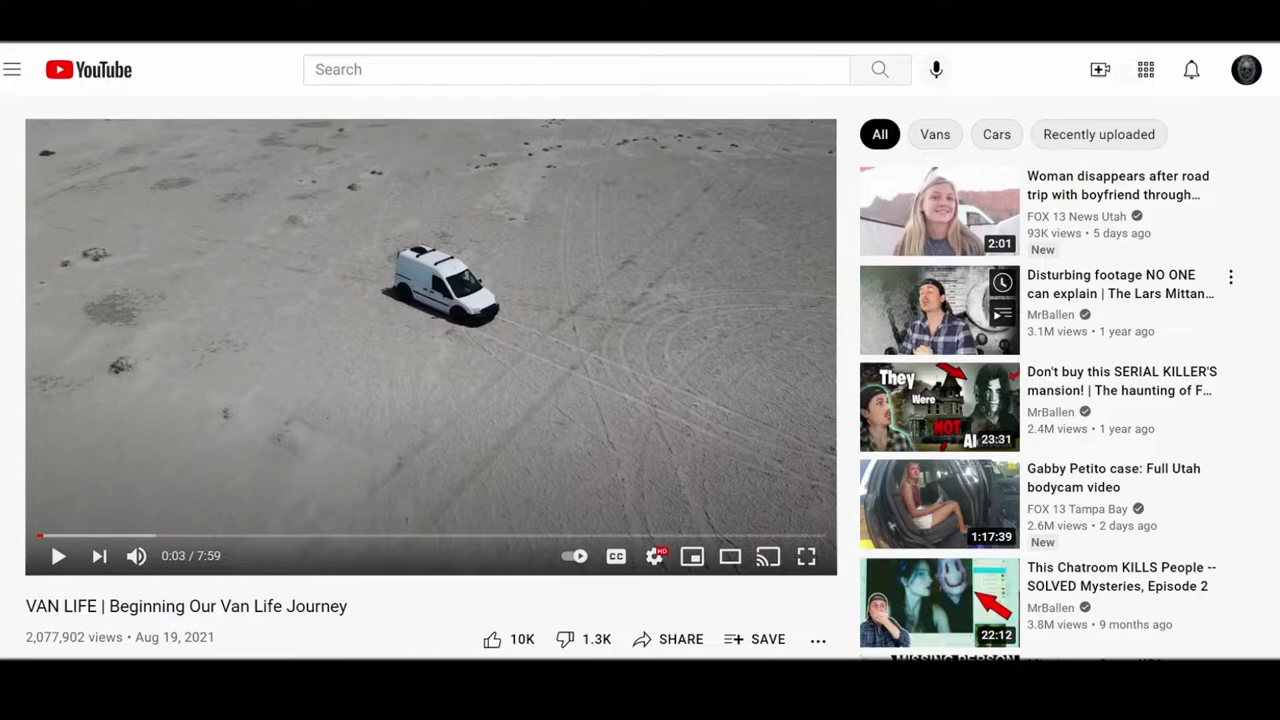 YouTube
Search
All
Vans
Cars
Recently uploaded
Woman disappears after road
trip with boyfriend through...
FOX 13 News Utah
93K views • 5 days ago
New
2:01
Disturbing footage NO ONE
can explain | The Lars Mittan...
MrBallen
3.1M views • 1 year ago
They
Were
NOT
23:31
Don't buy this SERIAL KILLER'S
mansion! | The haunting of F...
MrBallen
2.4M views • 1 year ago
1:17:39
Gabby Petito case: Full Utah
bodycam video
FOX 13 Tampa Bay
2.6M views • 2 days ago
New
22:12
This Chatroom KILLS People --
SOLVED Mysteries, Episode 2
MrBallen
3.8M views • 9 months ago
0:03 / 7:59
CC
HD
VAN LIFE | Beginning Our Van Life Journey
2,077,902 views • Aug 19, 2021
10K
1.3K
SHARE
SAVE